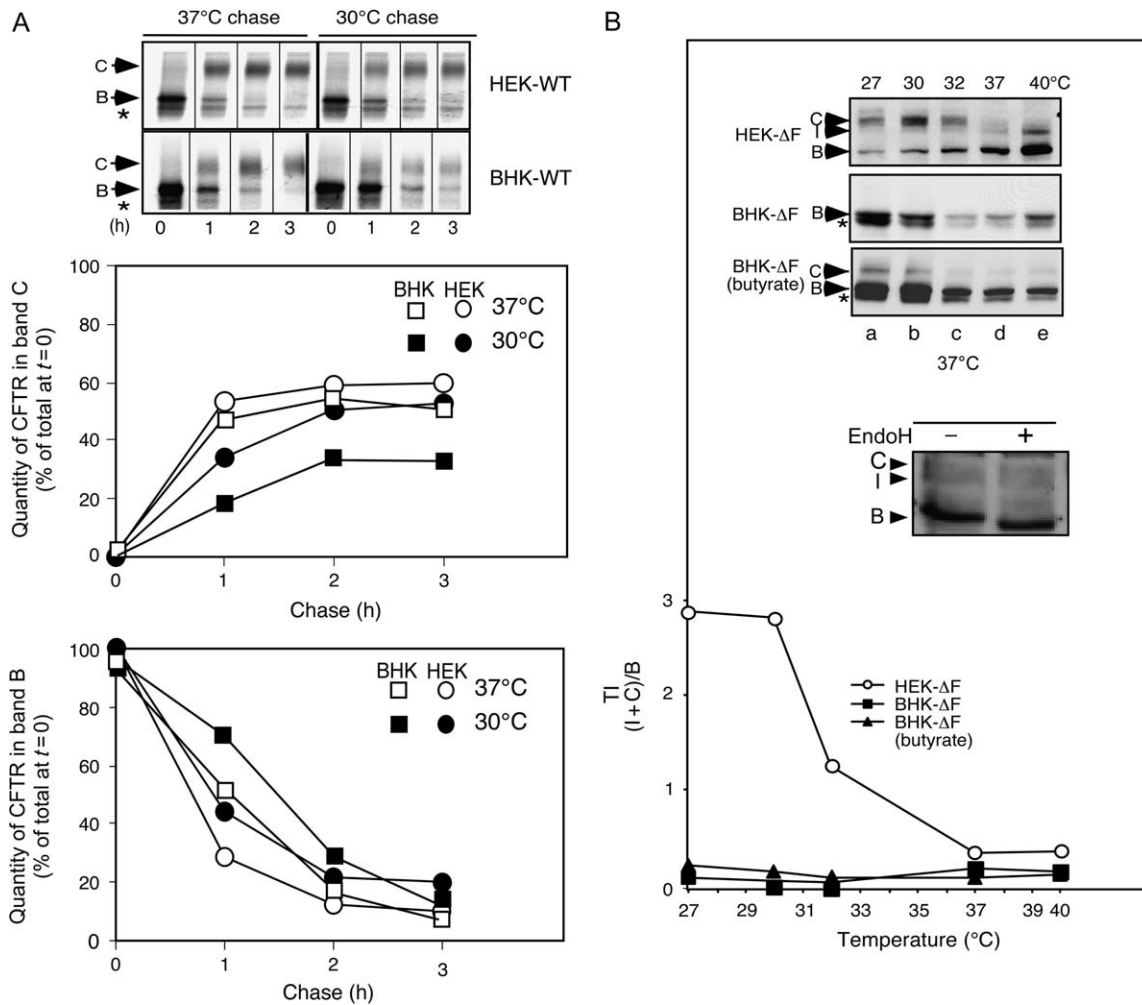 A
37°C chase 30°C chase
C
B
*
HEK-WT
C
B
*
BHK-WT
(h) 0 1 2 3 0 1 2 3
Quantity of CFTR in band C
(% of total at t=0)
100
80
60
40
20
0
BHK HEK
37°C
30°C
0 1 2 3
Chase (h)
Quantity of CFTR in band B
(% of total at t=0)
100
80
60
40
20
0
BHK HEK
37°C
30°C
0 1 2 3
Chase (h)
B
27 30 32 37 40°C
C
I
B
HEK-ΔF
B
*
BHK-ΔF
BHK-ΔF
(butyrate)
C
B
*
a b c d e
37°C
EndoH − +
C
I
B
TI
(I+C)/B
3
2
1
0
HEK-ΔF
BHK-ΔF
BHK-ΔF
(butyrate)
27 29 31 33 35 37 39 40
Temperature (°C)